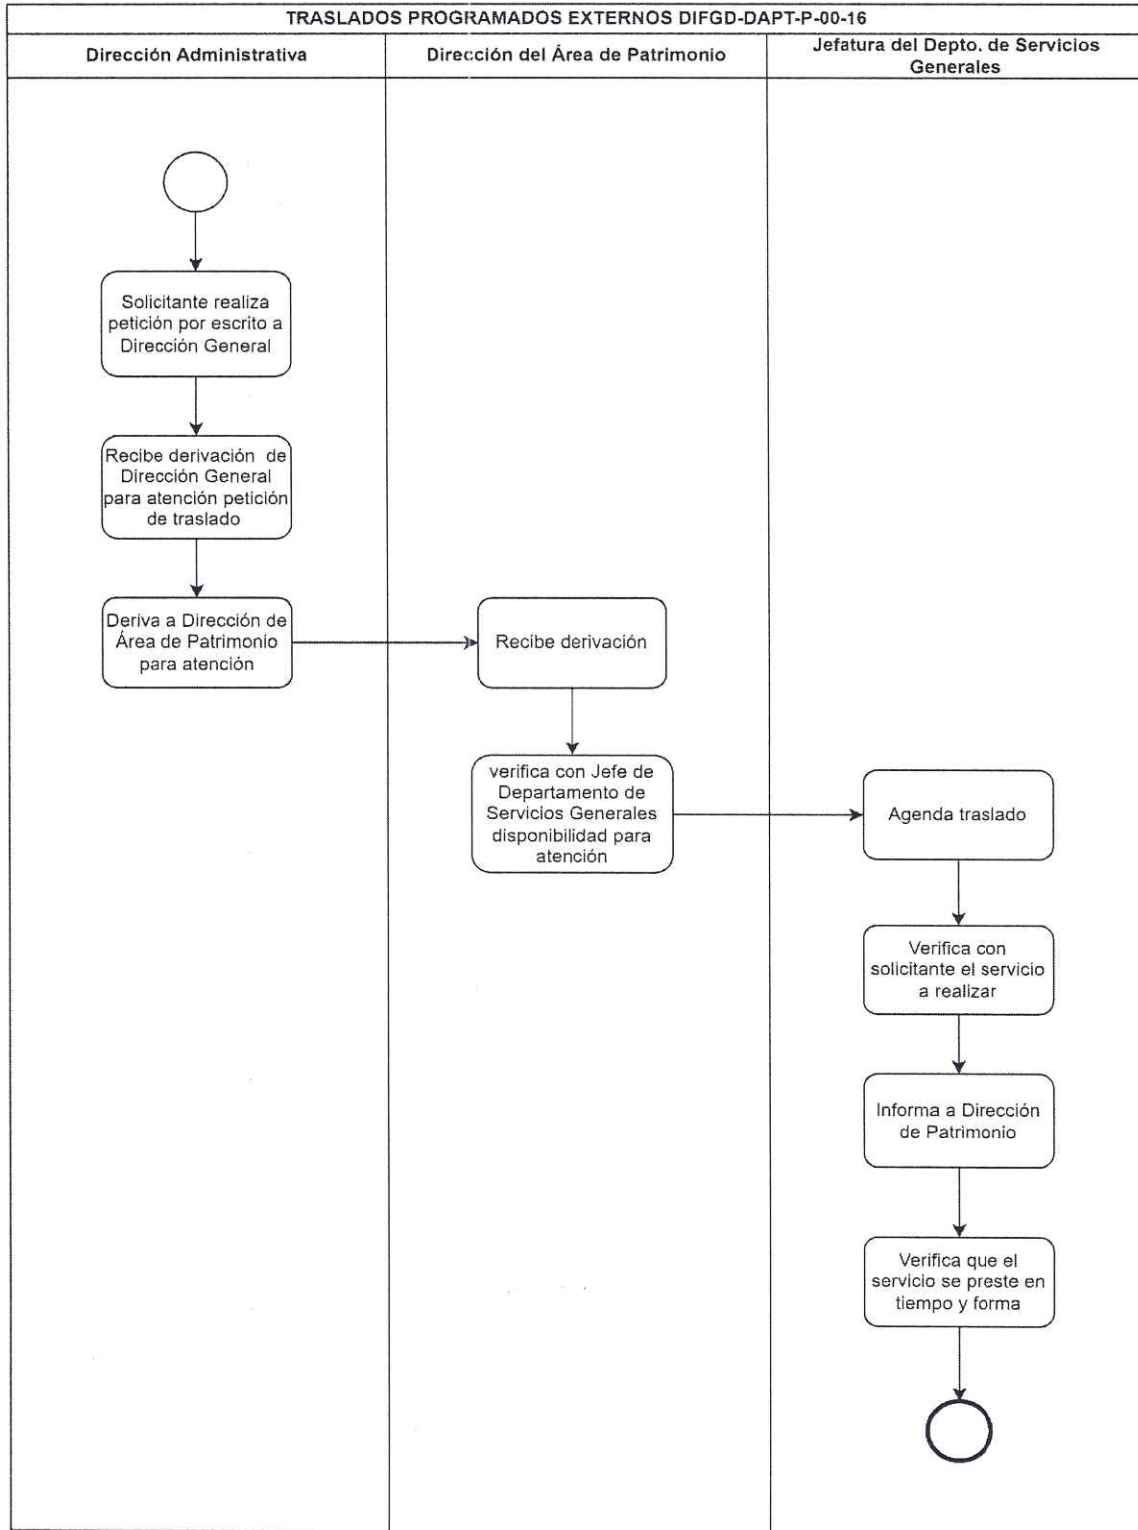 TRASLADOS PROGRAMADOS EXTERNOS DIFGD-DAPT-P-00-16
Dirección Administrativa
Dirección del Área de Patrimonio
Jefatura del Depto. de Servicios
Generales
Solicitante realiza
petición por escrito a
Dirección General
Recibe derivación de
Dirección General
para atención petición
de traslado
Deriva a Dirección de
Área de Patrimonio
para atención
Recibe derivación
verifica con Jefe de
Departamento de
Servicios Generales
disponibilidad para
atención
Agenda traslado
Verifica con
solicitante el servicio
a realizar
Informa a Dirección
de Patrimonio
Verifica que el
servicio se preste en
tiempo y forma